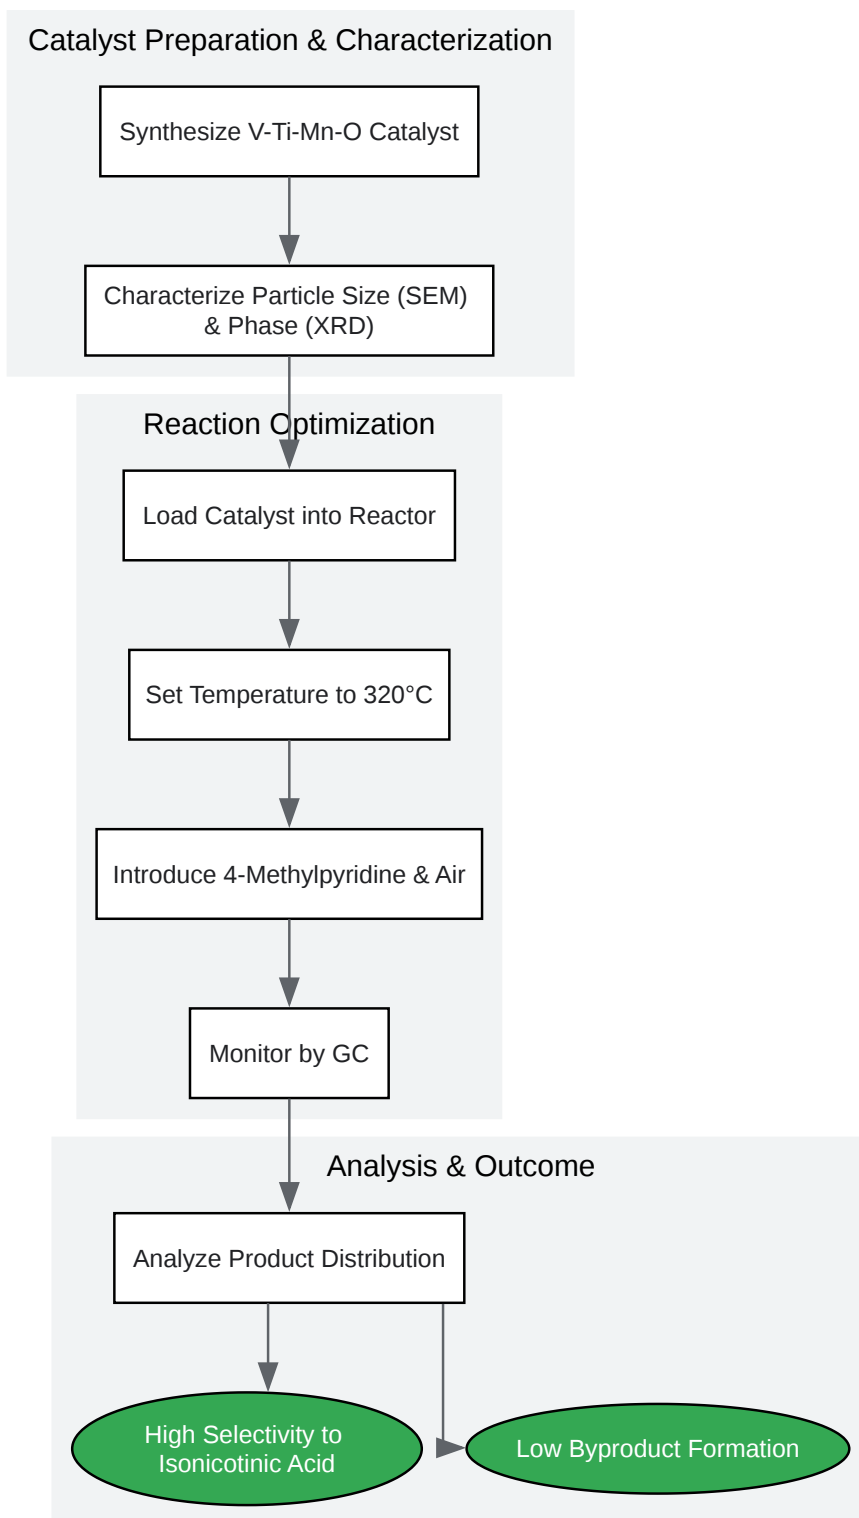 Catalyst Preparation & Characterization
Synthesize V-Ti-Mn-O Catalyst
Characterize Particle Size (SEM)
& Phase (XRD)
Reaction Optimization
Load Catalyst into Reactor
Set Temperature to 320°C
Introduce 4-Methylpyridine & Air
Monitor by GC
Analysis & Outcome
Analyze Product Distribution
High Selectivity to
Isonicotinic Acid
Low Byproduct Formation